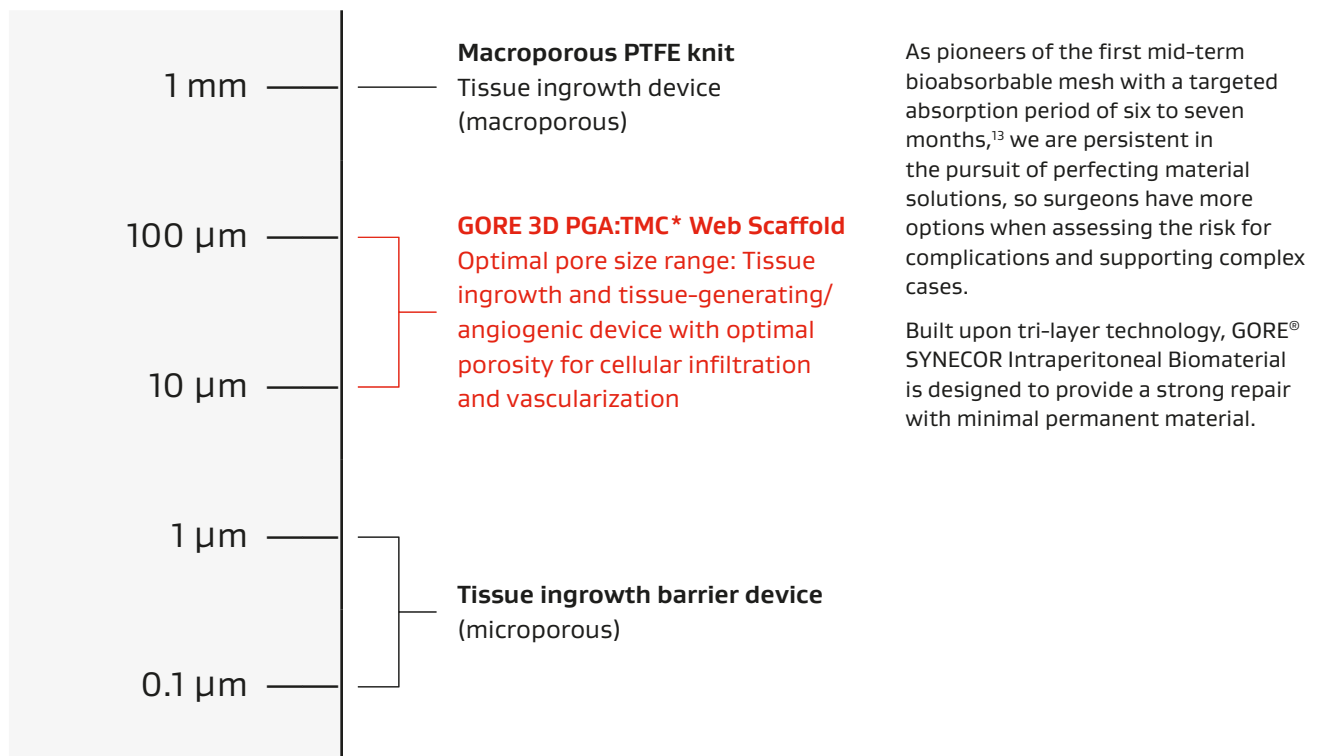 1 mm
Macroporous PTFE knit
Tissue ingrowth device
(macroporous)
100 μm
GORE 3D PGA:TMC* Web Scaffold
Optimal pore size range: Tissue
ingrowth and tissue-generating/
angiogenic device with optimal
porosity for cellular infiltration
and vascularization
10 μm
1 μm
Tissue ingrowth barrier device
(microporous)
0.1 μm
As pioneers of the first mid-term
bioabsorbable mesh with a targeted
absorption period of six to seven
months,¹³ we are persistent in
the pursuit of perfecting material
solutions, so surgeons have more
options when assessing the risk for
complications and supporting complex
cases.
Built upon tri-layer technology, GORE®
SYNECOR Intraperitoneal Biomaterial
is designed to provide a strong repair
with minimal permanent material.